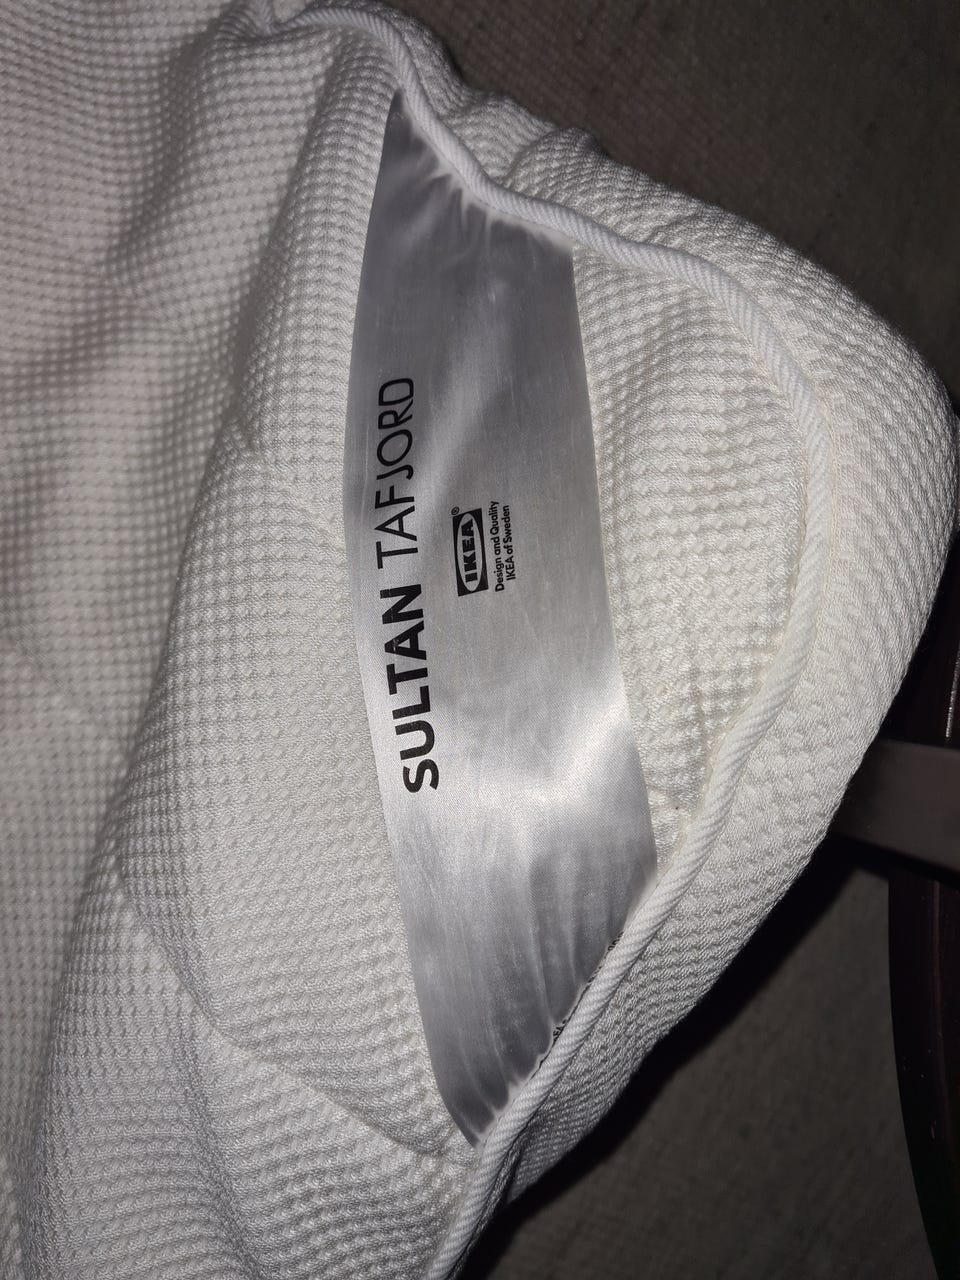 SULTAN TAFJORD
IKEA®
Design and Quality
IKEA of Sweden